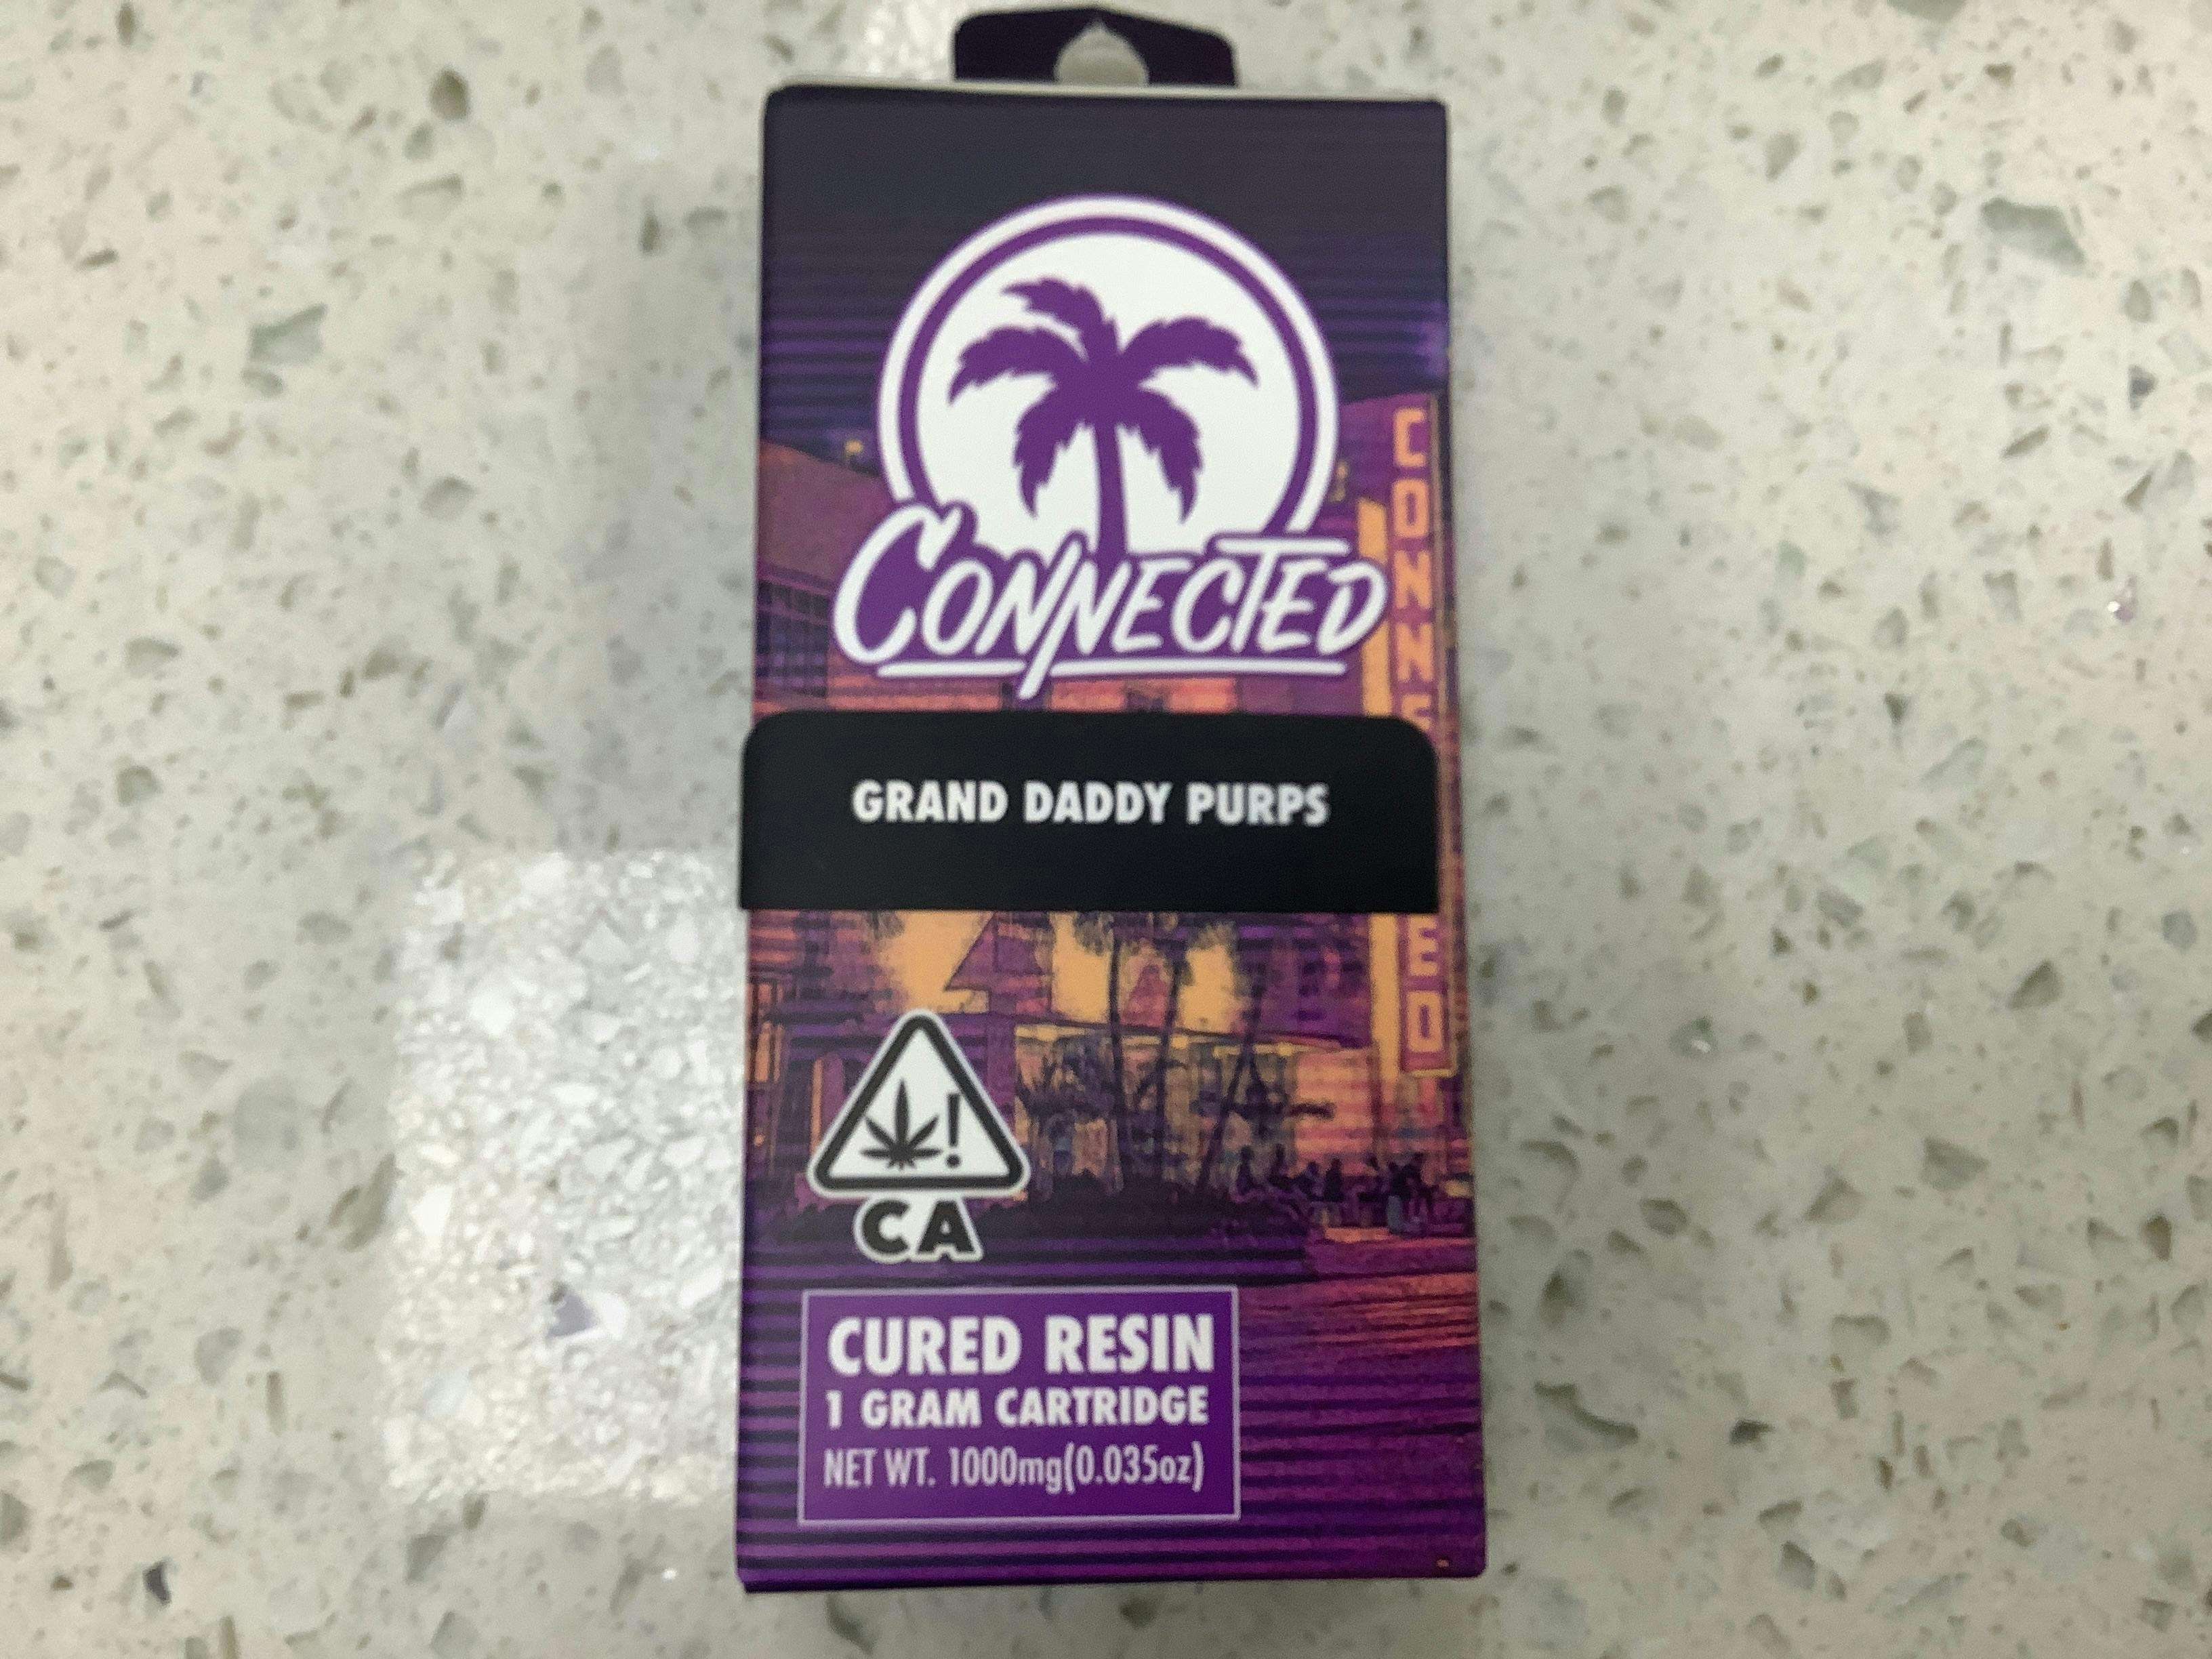 CONNECTED
CONNECTED
GRAND DADDY PURPS
!
CA
CURED RESIN
1 GRAM CARTRIDGE
NET WT. 1000mg(0.035oz)